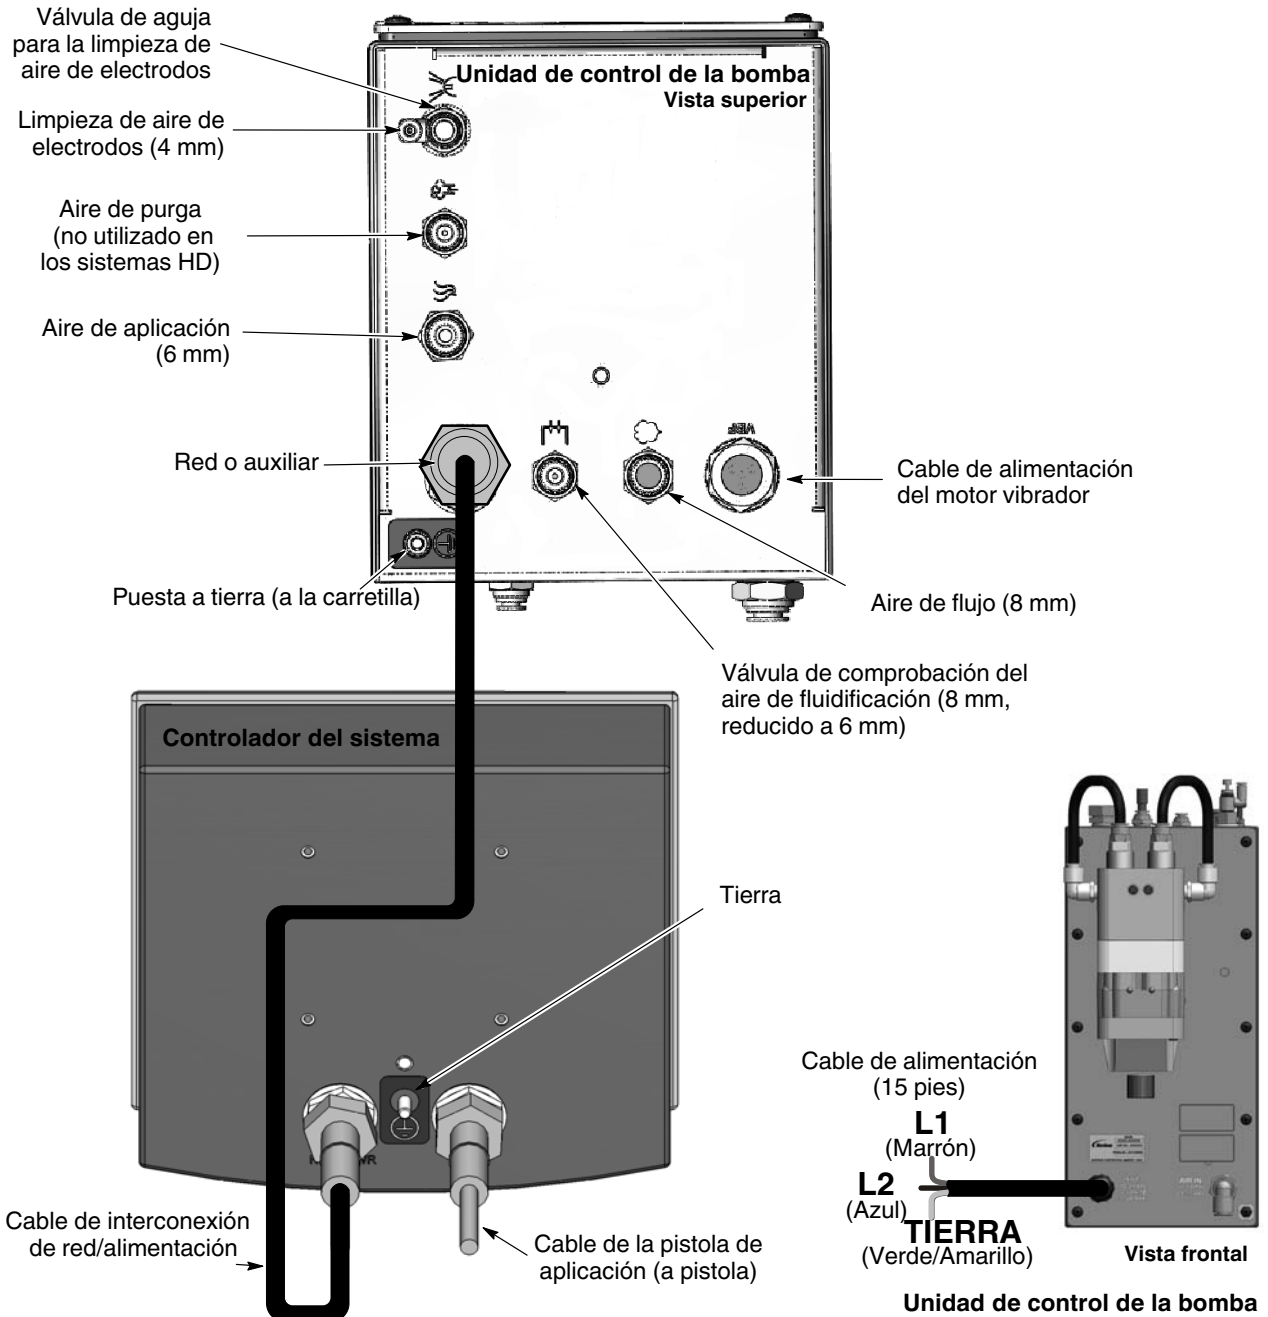 Válvula de aguja
para la limpieza de
aire de electrodos
Unidad de control de la bomba
Vista superior
Limpieza de aire de
electrodos (4 mm)
Aire de purga
(no utilizado en
los sistemas HD)
Aire de aplicación
(6 mm)
Red o auxiliar
VIBR
Cable de alimentación
del motor vibrador
Puesta a tierra (a la carretilla)
Aire de flujo (8 mm)
Válvula de comprobación del
aire de fluidificación (8 mm,
reducido a 6 mm)
Controlador del sistema
Tierra
Cable de interconexión
de red/alimentación
Cable de la pistola de
aplicación (a pistola)
Cable de alimentación
(15 pies)
L1
(Marrón)
L2
(Azul)
TIERRA
(Verde/Amarillo)
AIR IN
Vista frontal
Unidad de control de la bomba